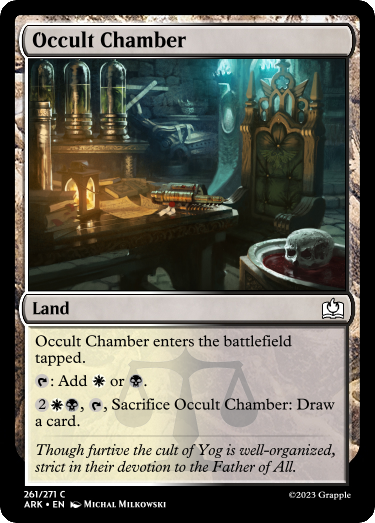 Occult Chamber
Land
Occult Chamber enters the battlefield
tapped.
: Add or .
2, , Sacrifice Occult Chamber: Draw
a card.
Though furtive the cult of Yog is well-organized,
strict in their devotion to the Father of All.
261/271 C
ARK • EN Michal Milkowski
©2023 Grapple